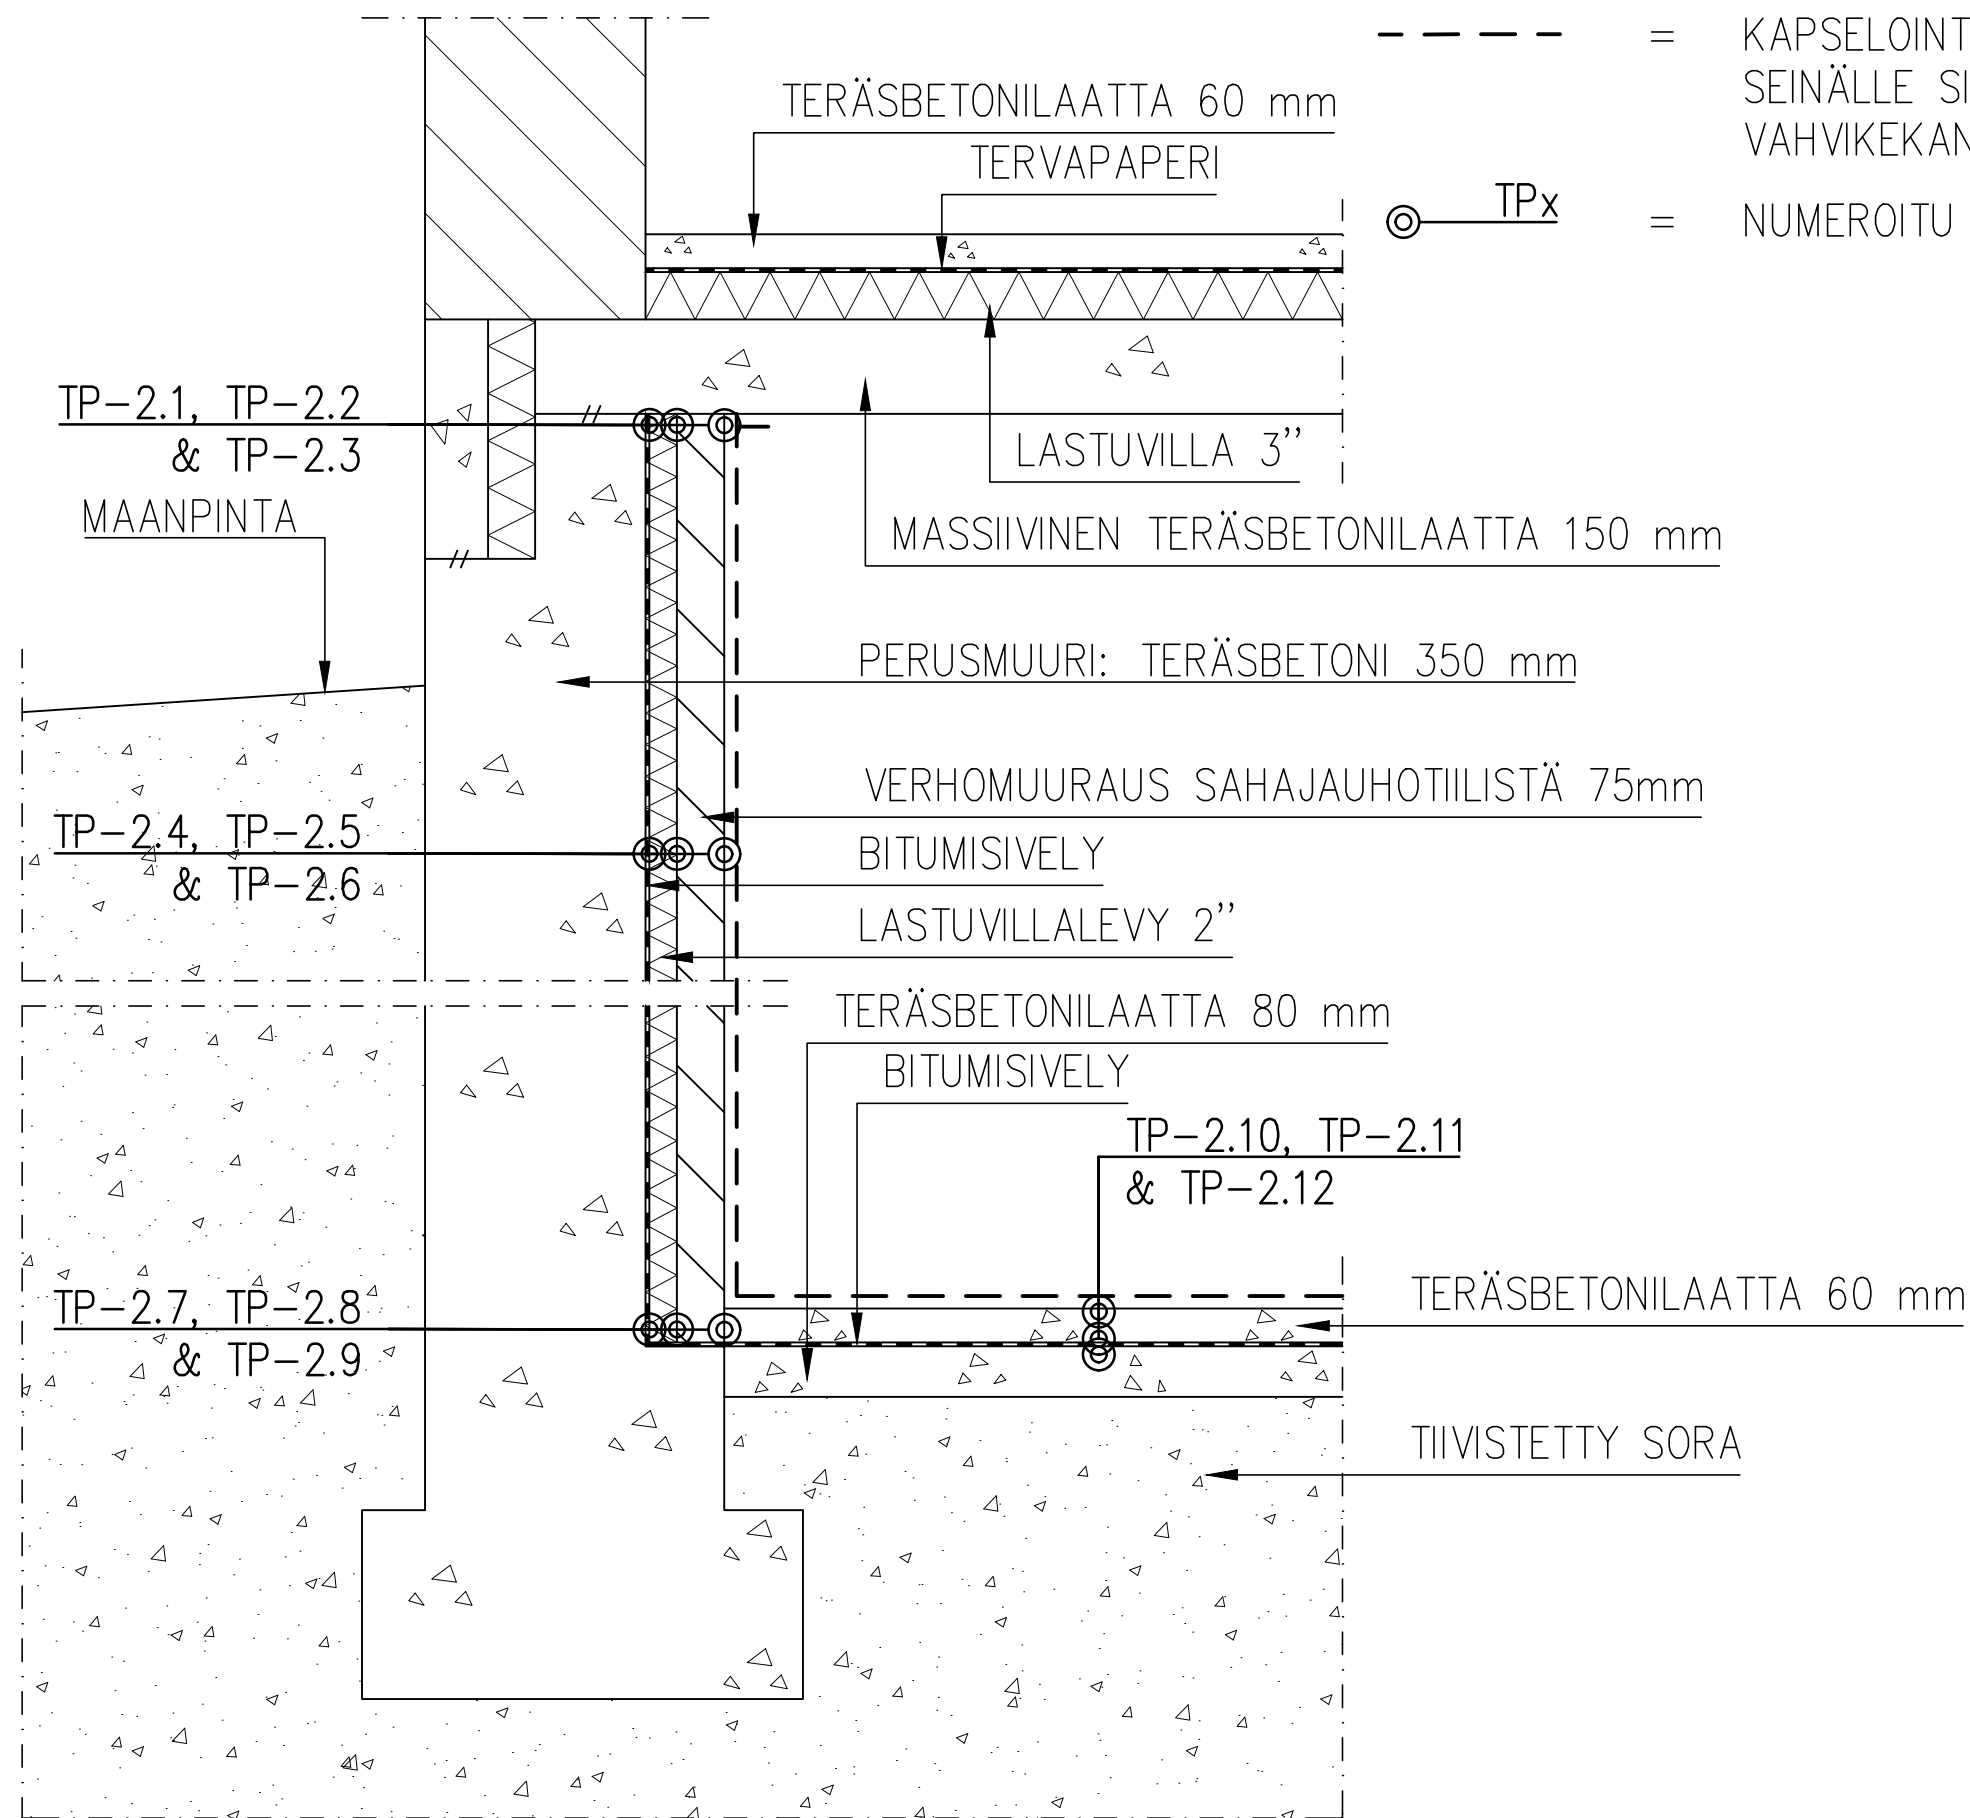 = KAPSELOINT
SEINÄLLE SI
VAHVIKEKAN
TPx = NUMEROITU
TERÄSBETONILAATTA 60 mm
TERVAPAPERI
TP-2.1, TP-2.2
& TP-2.3
LASTUVILLA 3”
MAANPINTA
MASSIIVINEN TERÄSBETONILAATTA 150 mm
PERUSMUURI: TERÄSBETONI 350 mm
VERHOMUURAUS SAHAJAUHOTIILISTÄ 75mm
TP-2.4, TP-2.5
& TP-2.6
BITUMISIVELY
LASTUVILLALEVY 2”
TERÄSBETONILAATTA 80 mm
BITUMISIVELY
TP-2.10, TP-2.11
& TP-2.12
TP-2.7, TP-2.8
& TP-2.9
TERÄSBETONILAATTA 60 mm
TIIVISTETTY SORA